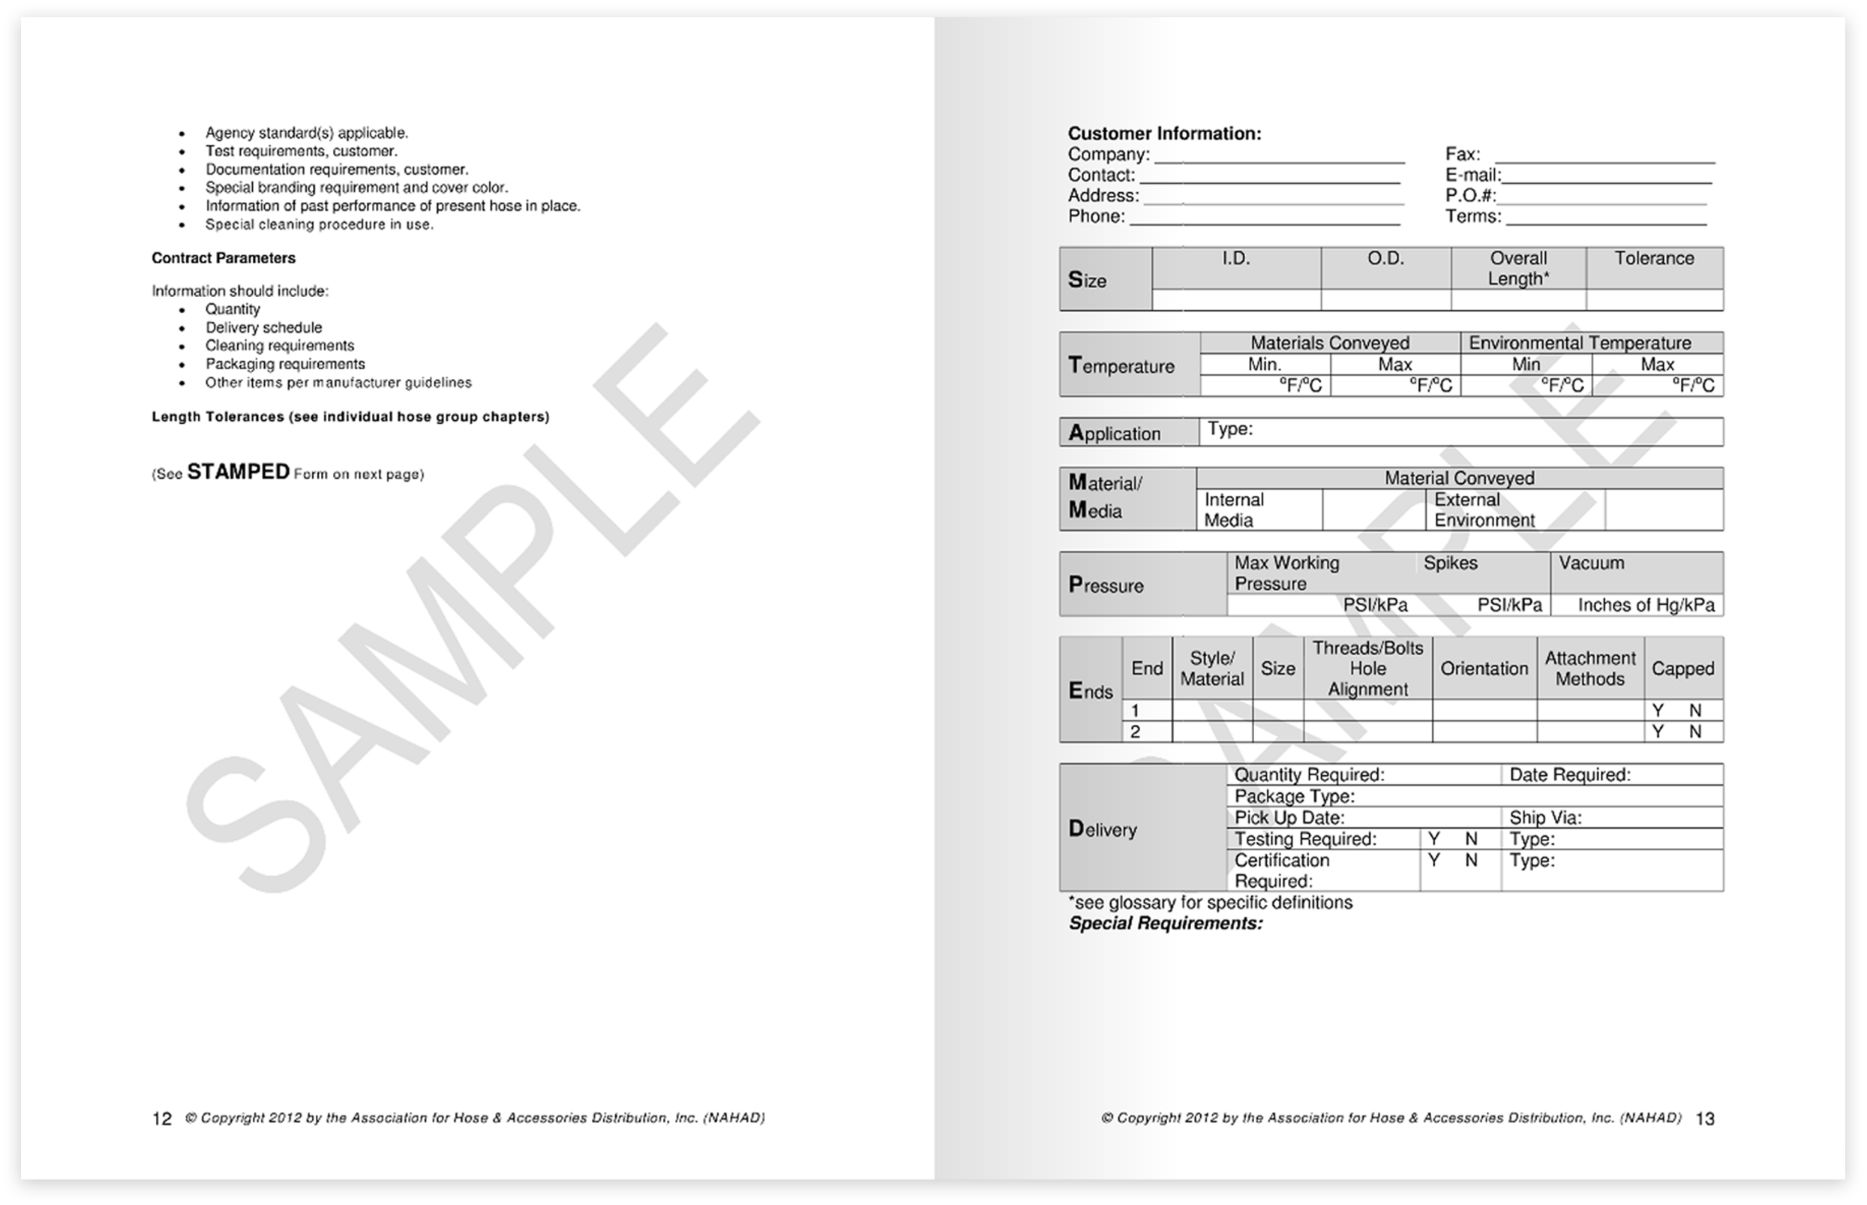 • Agency standard(s) applicable.
• Test requirements, customer.
• Documentation requirements, customer.
• Special branding requirement and cover color.
• Information of past performance of present hose in place.
• Special cleaning procedure in use.
Contract Parameters
Information should include:
• Quantity
• Delivery schedule
• Cleaning requirements
• Packaging requirements
• Other items per manufacturer guidelines
Length Tolerances (see individual hose group chapters)
(See STAMPED Form on next page)
SAMPLE
12 © Copyright 2012 by the Association for Hose & Accessories Distribution, Inc. (NAHAD)
Customer Information:
Company: Fax:
Contact: E-mail:
Address: P.O.#:
Phone: Terms:
Size
I.D. O.D. Overall Tolerance
Length*
Temperature
Materials Conveyed Environmental Temperature
Min. Max Min Max
ºF/ºC ºF/ºC ºF/ºC ºF/ºC
Application Type:
Material/
Media
Material Conveyed
Internal External
Media Environment
Pressure
Max Working Spikes Vacuum
Pressure
PSI/kPa PSI/kPa Inches of Hg/kPa
Ends
End Style/ Size Threads/Bolts Orientation Attachment Capped
Material Hole Methods
Alignment
1 Y N
2 Y N
Delivery
Quantity Required: Date Required:
Package Type:
Pick Up Date: Ship Via:
Testing Required: Y N Type:
Certification Y N Type:
Required:
*see glossary for specific definitions
Special Requirements:
SAMPLE
© Copyright 2012 by the Association for Hose & Accessories Distribution, Inc. (NAHAD) 13